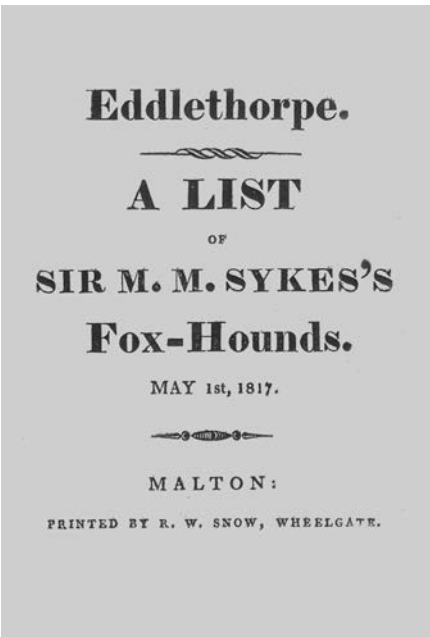 Eddlethorpe.
A LIST
OF
SIR M. M. SYKES'S
Fox-Hounds.
MAY 1st, 1817.
MALTON:
PRINTED BY R. W. SNOW, WHEELGATE.